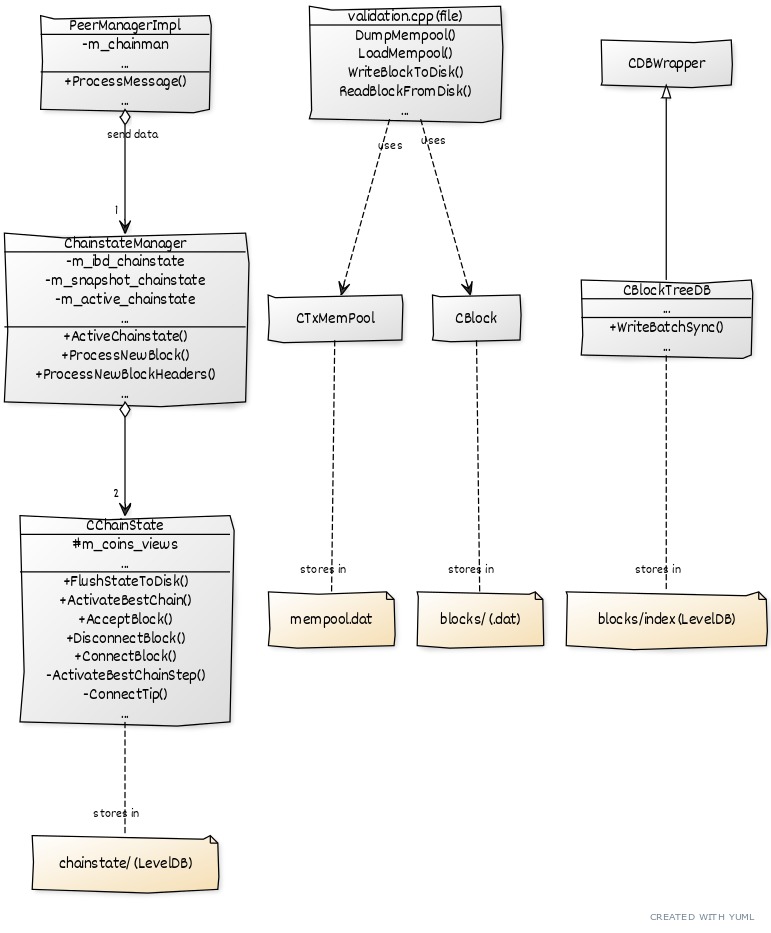 PeerManagerImpl
-m_chainman
...
+ProcessMessage()
...
send data
1
ChainstateManager
-m_ibd_chainstate
-m_snapshot_chainstate
-m_active_chainstate
...
+ActiveChainstate()
+ProcessNewBlock()
+ProcessNewBlockHeaders()
...
2
CChainState
#m_coins_views
...
+FlushStateToDisk()
+ActivateBestChain()
+AcceptBlock()
+DisconnectBlock()
+ConnectBlock()
-ActivateBestChainStep()
-ConnectTip()
...
stores in
chainstate/ (LevelDB)
validation.cpp (file)
DumpMempool()
LoadMempool()
WriteBlockToDisk()
ReadBlockFromDisk()
...
uses
uses
CTxMemPool
CBlock
stores in
stores in
mempool.dat
blocks/ (.dat)
CDBWrapper
CBlockTreeDB
...
+WriteBatchSync()
...
stores in
blocks/index (LevelDB)
CREATED WITH YUML